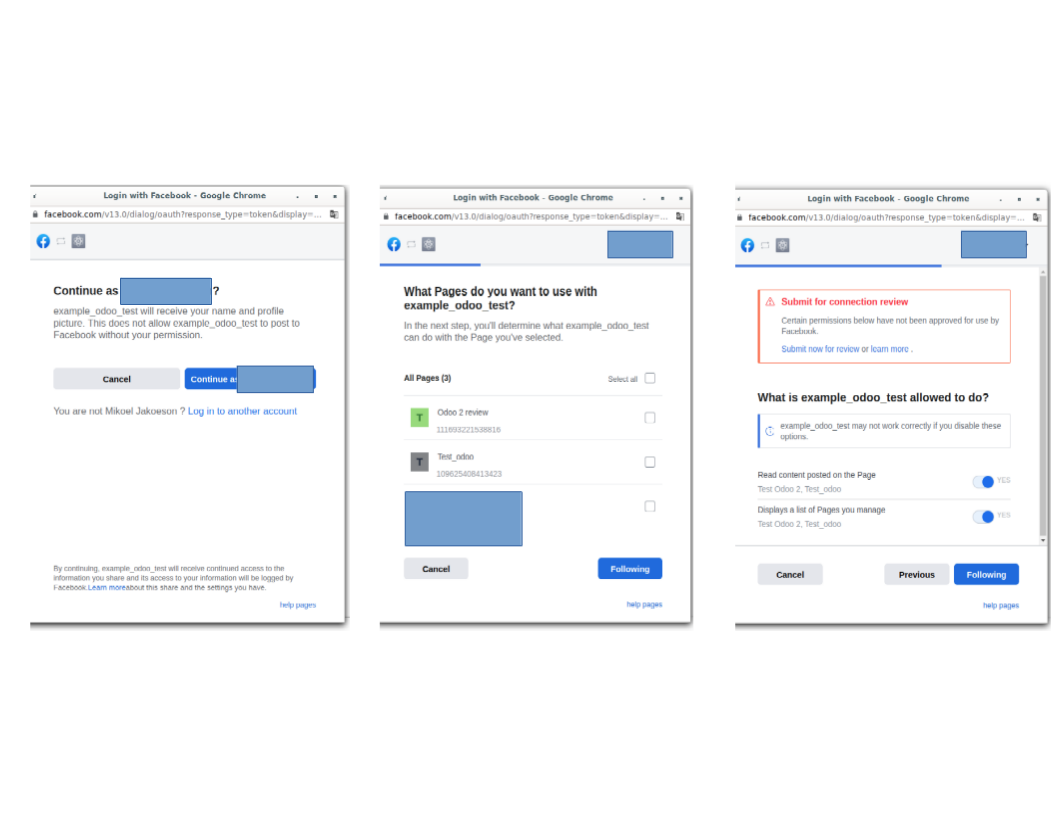 Login with Facebook - Google Chrome
facebook.com/v13.0/dialog/oauth?response_type=token&display=...
Continue as ?
example_odoo_test will receive your name and profile
picture. This does not allow example_odoo_test to post to
Facebook without your permission.
Cancel
Continue as
You are not Mikoel Jakoeson ? Log in to another account
By continuing, example_odoo_test will receive continued access to the
information you share and its access to your information will be logged by
Facebook.Learn moreabout this share and the settings you have.
help pages
Login with Facebook - Google Chrome
facebook.com/v13.0/dialog/oauth?response_type=token&display=...
What Pages do you want to use with
example_odoo_test?
In the next step, you'll determine what example_odoo_test
can do with the Page you've selected.
All Pages (3)
Select all
T
Odoo 2 review
111693221538816
T
Test_odoo
109625408413423
Cancel
Following
help pages
Login with Facebook - Google Chrome
facebook.com/v13.0/dialog/oauth?response_type=token&display=...
Submit for connection review
Certain permissions below have not been approved for use by
Facebook.
Submit now for review or learn more .
What is example_odoo_test allowed to do?
example_odoo_test may not work correctly if you disable these
options.
Read content posted on the Page
YES
Test Odoo 2, Test_odoo
Displays a list of Pages you manage
YES
Test Odoo 2, Test_odoo
Cancel
Previous
Following
help pages